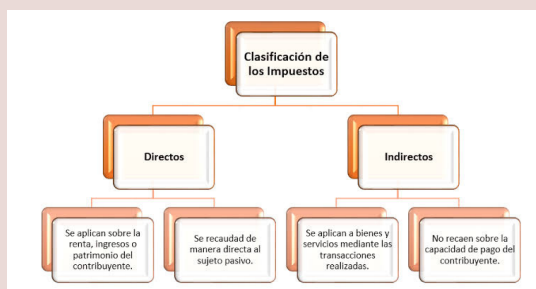 Clasificación de
los Impuestos
Directos
Indirectos
Se aplican sobre la
renta, ingresos o
patrimonio del
contribuyente.
Se recaudad de
manera directa al
sujeto pasivo.
Se aplican a bienes y
servicios mediante las
transacciones
realizadas.
No recaen sobre la
capacidad de pago del
contribuyente.